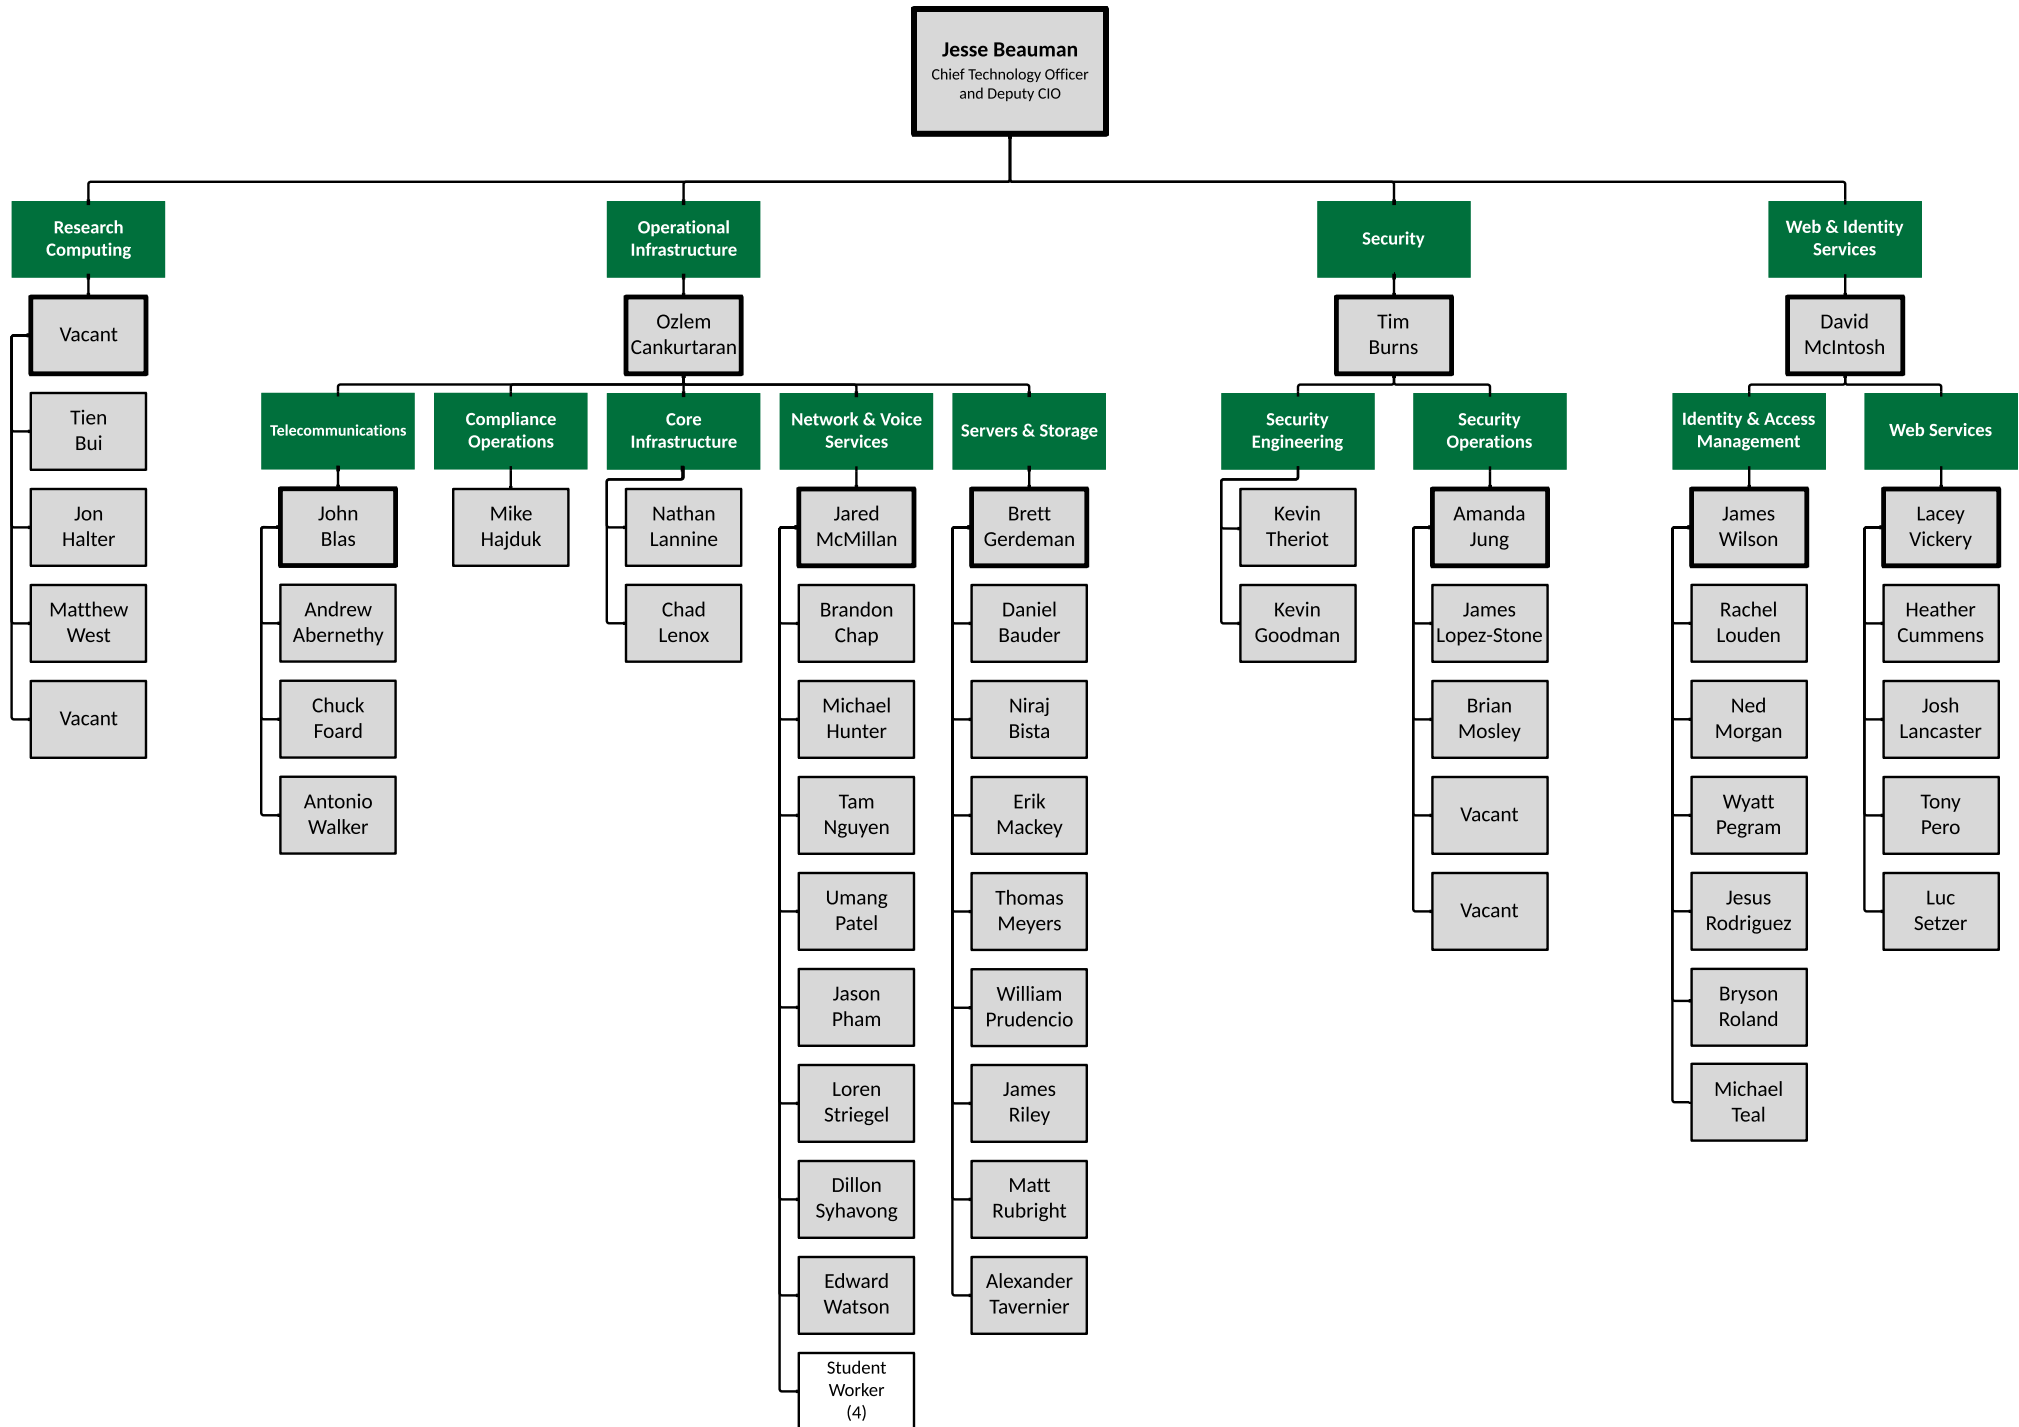 Jesse Beauman
Chief Technology Officer
and Deputy CIO
Research
Computing
Operational
Infrastructure
Security
Web & Identity
Services
Vacant
Ozlem
Cankurtaran
Tim
Burns
David
McIntosh
Tien
Bui
Jon
Halter
Matthew
West
Vacant
Telecommunications
John
Blas
Andrew
Abernethy
Chuck
Foard
Antonio
Walker
Compliance
Operations
Mike
Hajduk
Core
Infrastructure
Nathan
Lannine
Chad
Lenox
Network & Voice
Services
Jared
McMillan
Brandon
Chap
Michael
Hunter
Tam
Nguyen
Umang
Patel
Jason
Pham
Loren
Striegel
Dillon
Syhavong
Edward
Watson
Student
Worker
(4)
Servers & Storage
Brett
Gerdeman
Daniel
Bauder
Niraj
Bista
Erik
Mackey
Thomas
Meyers
William
Prudencio
James
Riley
Matt
Rubright
Alexander
Tavernier
Security
Engineering
Kevin
Theriot
Kevin
Goodman
Security
Operations
Amanda
Jung
James
Lopez-Stone
Brian
Mosley
Vacant
Vacant
Identity & Access
Management
James
Wilson
Rachel
Louden
Ned
Morgan
Wyatt
Pegram
Jesus
Rodriguez
Bryson
Roland
Michael
Teal
Web Services
Lacey
Vickery
Heather
Cummens
Josh
Lancaster
Tony
Pero
Luc
Setzer